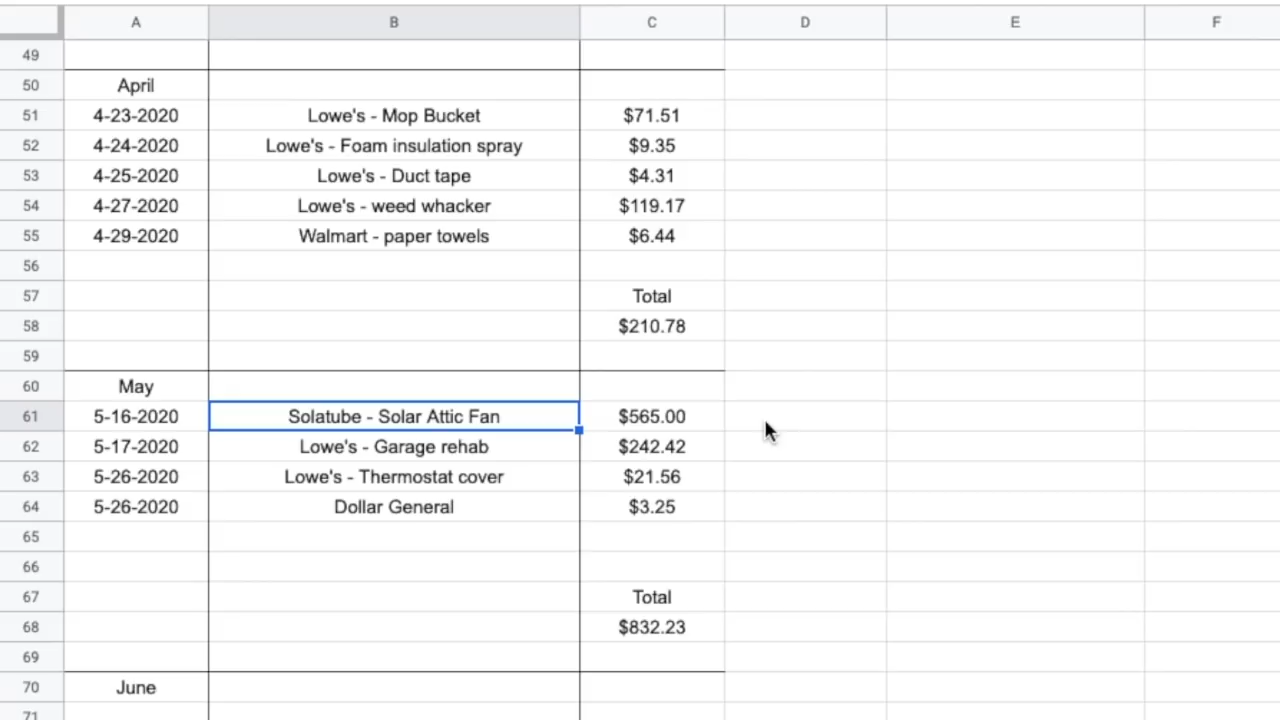 A B C D E F
49
50 April
51 4-23-2020 Lowe's - Mop Bucket $71.51
52 4-24-2020 Lowe's - Foam insulation spray $9.35
53 4-25-2020 Lowe's - Duct tape $4.31
54 4-27-2020 Lowe's - weed whacker $119.17
55 4-29-2020 Walmart - paper towels $6.44
56
57 Total
58 $210.78
59
60 May
61 5-16-2020 Solatube - Solar Attic Fan $565.00
62 5-17-2020 Lowe's - Garage rehab $242.42
63 5-26-2020 Lowe's - Thermostat cover $21.56
64 5-26-2020 Dollar General $3.25
65
66
67 Total
68 $832.23
69
70 June
71